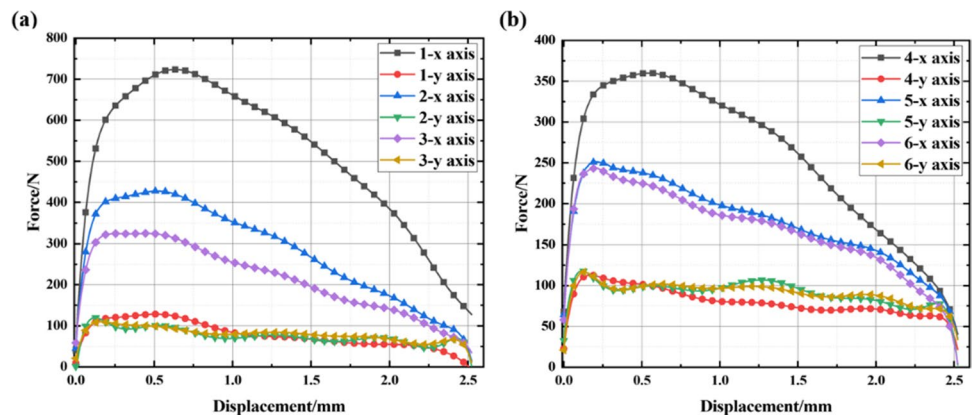 (a)
800
700
600
500
400
300
200
100
0
Force/N
0.0 0.5 1.0 1.5 2.0 2.5
Displacement/mm
1-x axis
1-y axis
2-x axis
2-y axis
3-x axis
3-y axis
(b)
400
350
300
250
200
150
100
50
0
Force/N
0.0 0.5 1.0 1.5 2.0 2.5
Displacement/mm
4-x axis
4-y axis
5-x axis
5-y axis
6-x axis
6-y axis